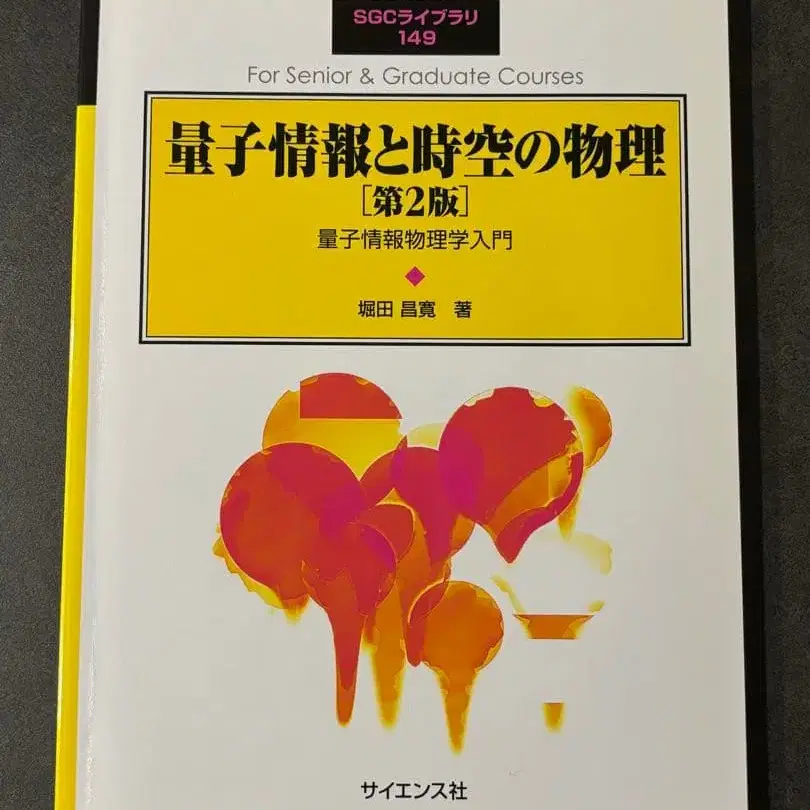 SGCライブラリ
149
For Senior & Graduate Courses
量子情報と時空の物理
[第2版]
量子情報物理学入門
堀田 昌寛 著
サイエンス社